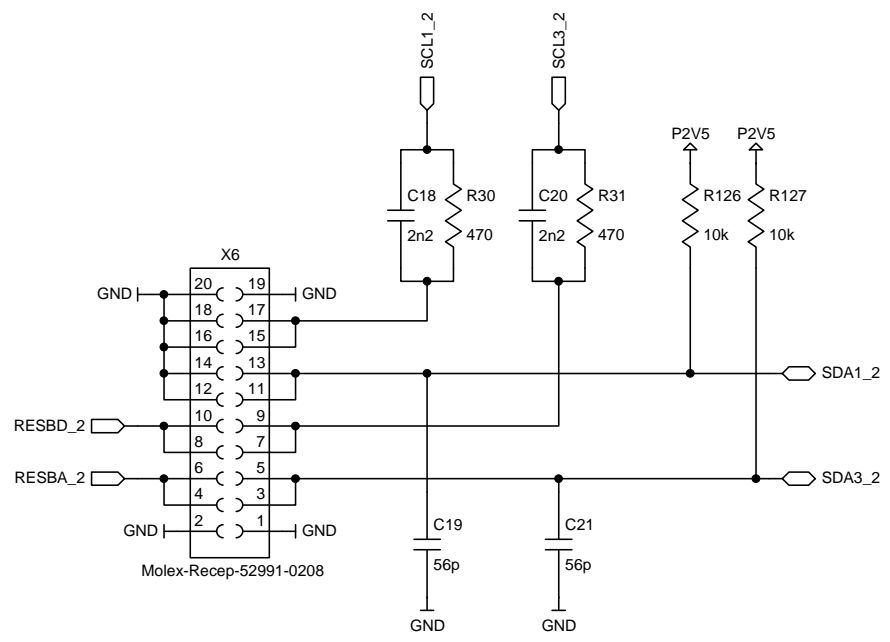 SCL1_2
SCL3_2
P2V5 P2V5
C18 R30 C20 R31 R126 R127
2n2 470 2n2 470 10k 10k
X6
GND 20 19 GND
18 17
16 15
14 13 SDA1_2
12 11
RESBD_2 10 9
8 7
RESBA_2 6 5 SDA3_2
4 3
GND 2 1 GND
C19 C21
56p 56p
Molex-Recep-52991-0208
GND GND